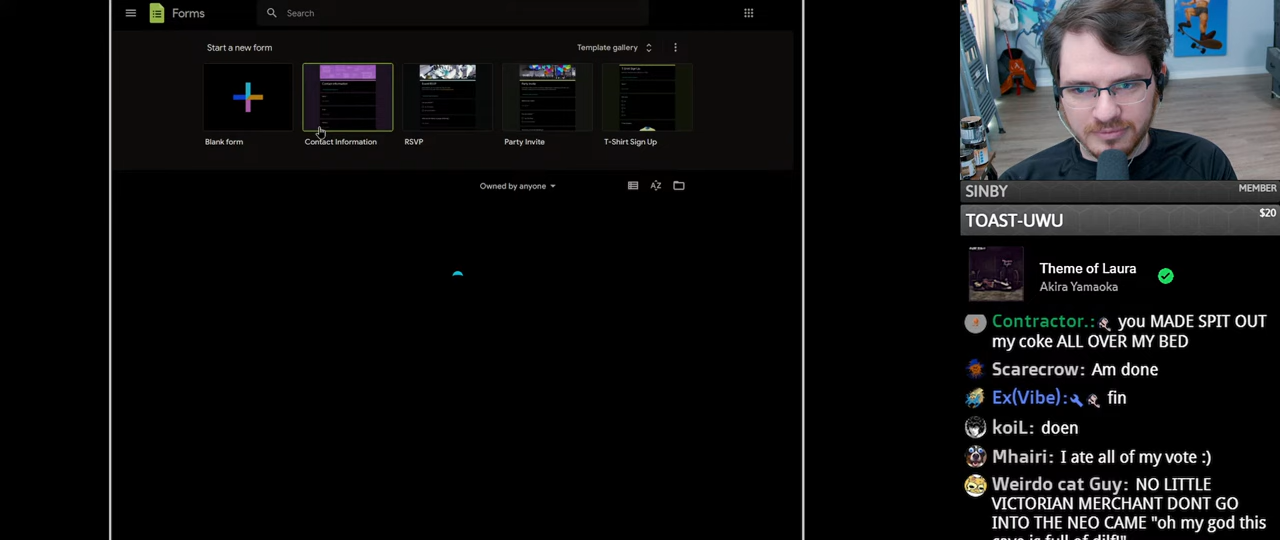 Forms
Search
Start a new form
Template gallery
Blank form
Contact Information
RSVP
Party Invite
T-Shirt Sign Up
Owned by anyone
SINBY
MEMBER
TOAST-UWU
$20
Theme of Laura
Akira Yamaoka
Contractor.: you MADE SPIT OUT
my coke ALL OVER MY BED
Scarecrow: Am done
Ex(Vibe): fin
koiL: doen
Mhairi: I ate all of my vote :)
Weirdo cat Guy: NO LITTLE
VICTORIAN MERCHANT DONT GO
INTO THE NEO CAME "oh my god this